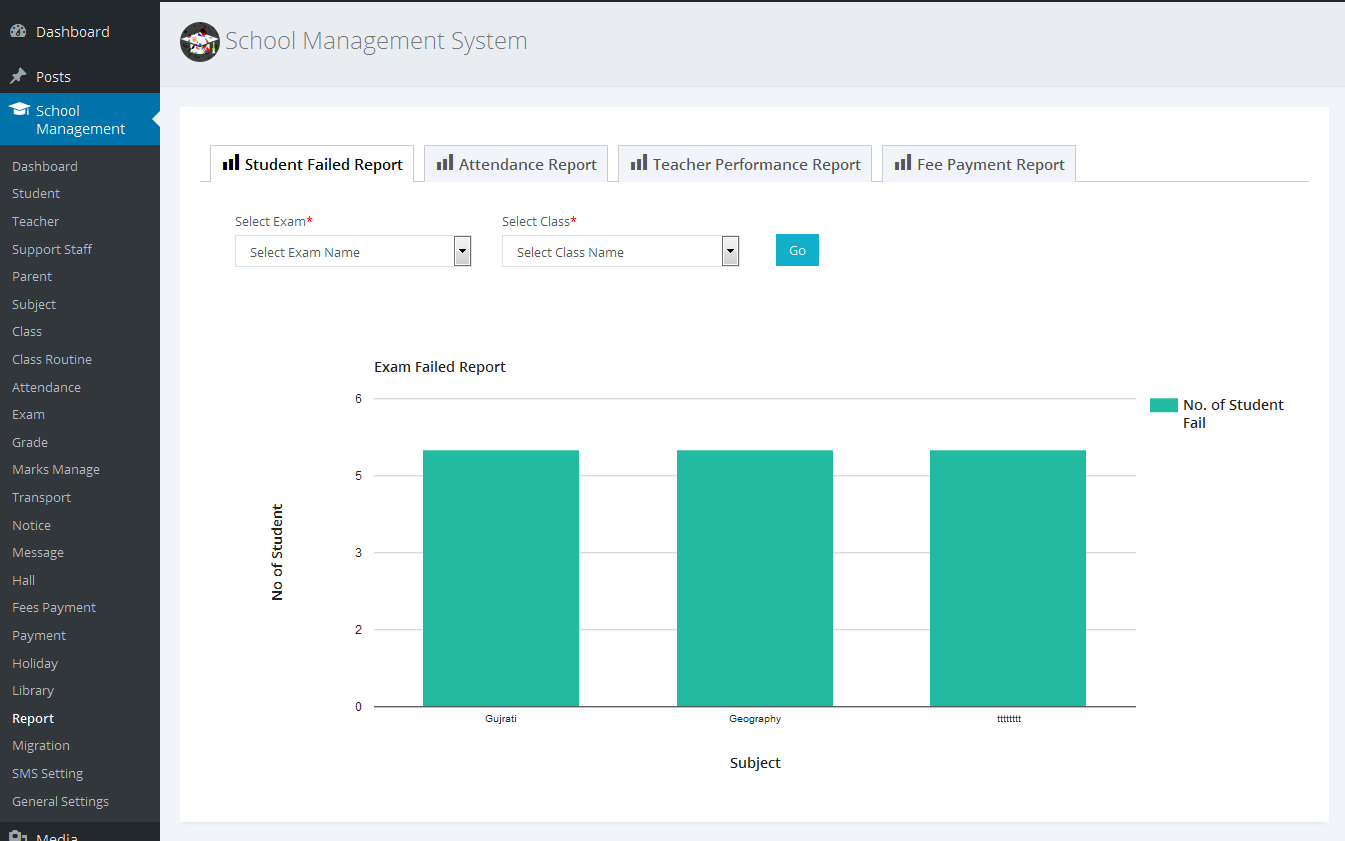 Dashboard
Posts
School
Management
Dashboard
Student
Teacher
Support Staff
Parent
Subject
Class
Class Routine
Attendance
Exam
Grade
Marks Manage
Transport
Notice
Message
Hall
Fees Payment
Payment
Holiday
Library
Report
Migration
SMS Setting
General Settings
Media
School Management System
Student Failed Report
Attendance Report
Teacher Performance Report
Fee Payment Report
Select Exam*
Select Class*
Select Exam Name
Select Class Name
Go
Exam Failed Report
6
5
3
2
0
No of Student
No. of Student
Fail
Gujrati
Geography
ttttttttt
Subject